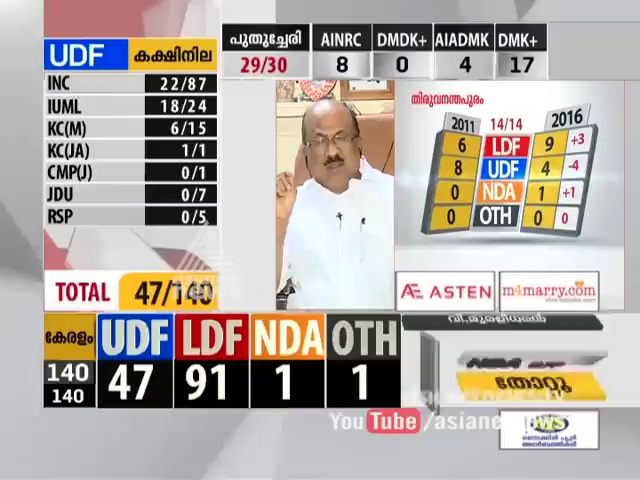 UDF കക്ഷിനില
INC 22/87
IUML 18/24
KC(M) 6/15
KC(JA) 1/1
CMP(J) 0/1
JDU 0/7
RSP 0/5
TOTAL 47/140
പുതുച്ചേരി AINRC DMDK+ AIADMK DMK+
29/30 8 0 4 17
തിരുവനന്തപുരം
2011 14/14 2016
6 LDF 9 +3
8 UDF 4 -4
0 NDA 1 +1
0 OTH 0 0
ASTEN m4marry.com
കേരളം UDF LDF NDA OTH
140 47 91 1 1
140
വി.മുരളീധരൻ
തോറ്റു
YouTube /asianetnews